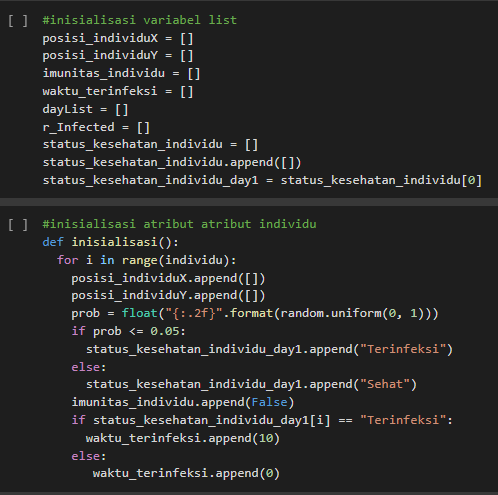 [ ] #inisialisasi variabel list
posisi_individuX = []
posisi_individuY = []
imunitas_individu = []
waktu_terinfeksi = []
dayList = []
r_Infected = []
status_kesehatan_individu = []
status_kesehatan_individu.append([])
status_kesehatan_individu_day1 = status_kesehatan_individu[0]
[ ] #inisialisasi atribut atribut individu
def inisialisasi():
  for i in range(individu):
    posisi_individuX.append([])
    posisi_individuY.append([])
    prob = float("{:.2f}".format(random.uniform(0, 1)))
    if prob <= 0.05:
      status_kesehatan_individu_day1.append("Terinfeksi")
    else:
      status_kesehatan_individu_day1.append("Sehat")
    imunitas_individu.append(False)
    if status_kesehatan_individu_day1[i] == "Terinfeksi":
      waktu_terinfeksi.append(10)
    else:
       waktu_terinfeksi.append(0)